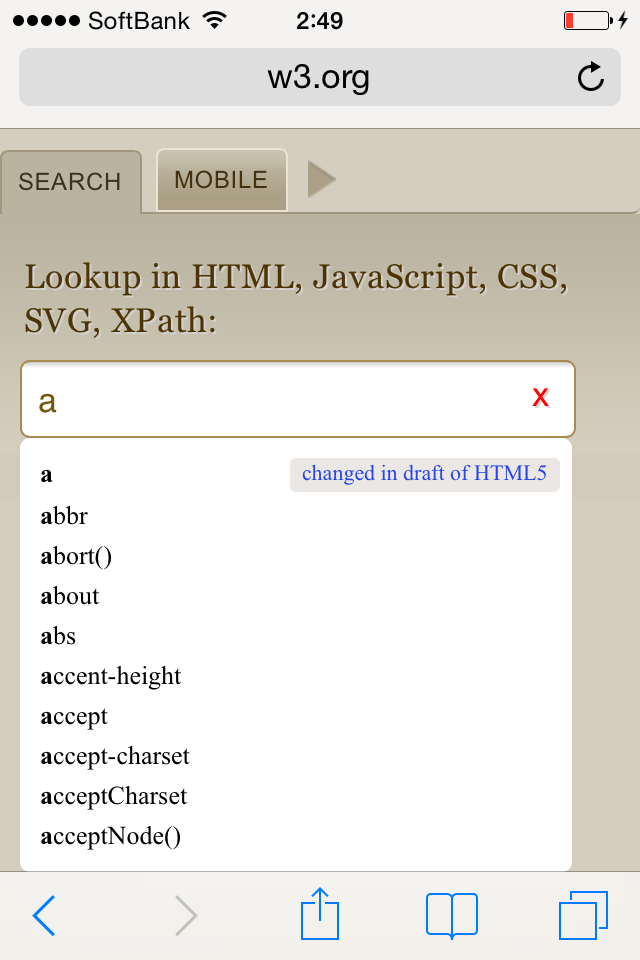 SoftBank 2:49
w3.org
SEARCH MOBILE
Lookup in HTML, JavaScript, CSS,
SVG, XPath:
a x
a changed in draft of HTML5
abbr
abort()
about
abs
accent-height
accept
accept-charset
acceptCharset
acceptNode()